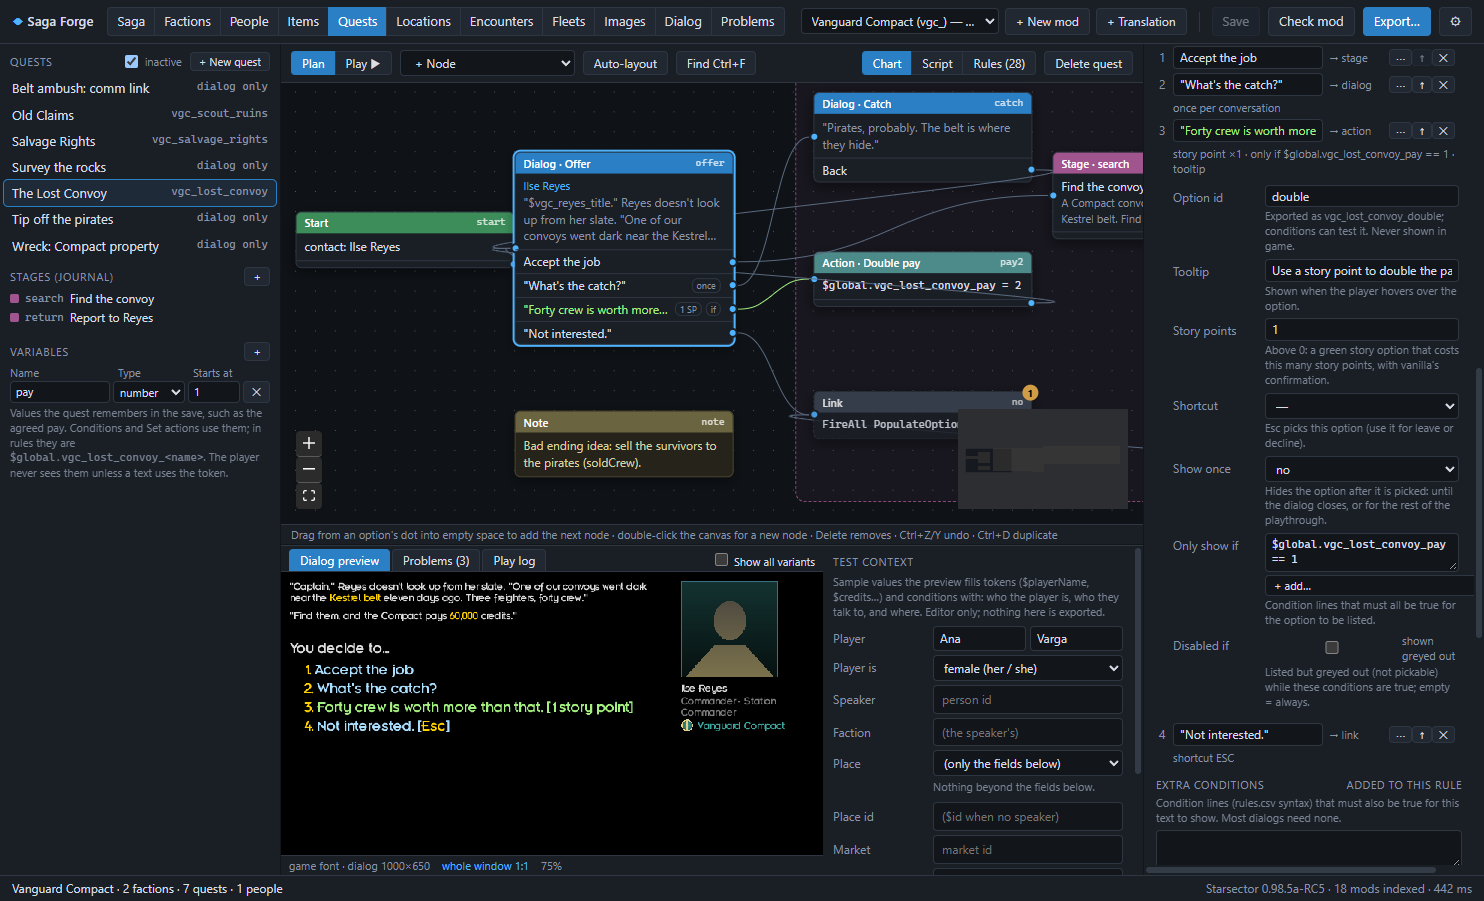 Saga Forge
Saga
Factions
People
Items
Quests
Locations
Encounters
Fleets
Images
Dialog
Problems
Vanguard Compact (vgc_) — ...
+ New mod
+ Translation
Save
Check mod
Export...
QUESTS
inactive
+ New quest
Belt ambush: comm link
dialog only
Old Claims
vgc_scout_ruins
Salvage Rights
vgc_salvage_rights
Survey the rocks
dialog only
The Lost Convoy
vgc_lost_convoy
Tip off the pirates
dialog only
Wreck: Compact property
dialog only
STAGES (JOURNAL)
+
search Find the convoy
return Report to Reyes
VARIABLES
+
Name
Type
Starts at
pay
number
1
Values the quest remembers in the save, such as the
agreed pay. Conditions and Set actions use them; in
rules they are
$global.vgc_lost_convoy_<name>. The player
never sees them unless a text uses the token.
Plan
Play ▶
+ Node
Auto-layout
Find Ctrl+F
Chart
Script
Rules (28)
Delete quest
Start
start
contact: Ilse Reyes
Dialog · Offer
offer
Ilse Reyes
"$vgc_reyes_title." Reyes doesn't look
up from her slate. "One of our
convoys went dark near the Kestrel...
Accept the job
"What's the catch?"
once
"Forty crew is worth more...
1 SP
if
"Not interested."
Dialog · Catch
catch
"Pirates, probably. The belt is where
they hide."
Back
Stage · search
Find the convoy
A Compact convo
Kestrel belt. Find
Action · Double pay
pay2
$global.vgc_lost_convoy_pay = 2
Link
no
1
FireAll PopulateOptio
Note
note
Bad ending idea: sell the survivors to
the pirates (soldCrew).
Drag from an option's dot into empty space to add the next node · double-click the canvas for a new node · Delete removes · Ctrl+Z/Y undo · Ctrl+D duplicate
Dialog preview
Problems (3)
Play log
Show all variants
"Captain." Reyes doesn't look up from her slate. "One of our convoys went dark
near the Kestrel belt eleven days ago. Three freighters, forty crew."
"Find them, and the Compact pays 60,000 credits."
You decide to...
1. Accept the job
2. What's the catch?
3. Forty crew is worth more than that. [1 story point]
4. Not interested. [Esc]
Ilse Reyes
Commander · Station
Commander
Vanguard Compact
game font · dialog 1000×650
whole window 1:1
75%
TEST CONTEXT
Sample values the preview fills tokens ($playerName,
$credits...) and conditions with: who the player is, who they
talk to, and where. Editor only; nothing here is exported.
Player
Ana
Varga
Player is
female (her / she)
Speaker
person id
Faction
(the speaker's)
Place
(only the fields below)
Nothing beyond the fields below.
Place id
($id when no speaker)
Market
market id
1
Accept the job
→ stage
...
↑
2
"What's the catch?"
→ dialog
...
↑
once per conversation
3
"Forty crew is worth more
→ action
...
↑
story point ×1 · only if $global.vgc_lost_convoy_pay == 1 ·
tooltip
Option id
double
Exported as vgc_lost_convoy_double;
conditions can test it. Never shown in
game.
Tooltip
Use a story point to double the pa
Shown when the player hovers over the
option.
Story points
1
Above 0: a green story option that costs
this many story points, with vanilla's
confirmation.
Shortcut
—
Esc picks this option (use it for leave or
decline).
Show once
no
Hides the option after it is picked: until
the dialog closes, or for the rest of the
playthrough.
Only show if
$global.vgc_lost_convoy_pay
== 1
+ add...
Condition lines that must all be true for
the option to be listed.
Disabled if
shown
greyed out
Listed but greyed out (not pickable)
while these conditions are true; empty
= always.
4
"Not interested."
→ link
...
↑
shortcut ESC
EXTRA CONDITIONS
ADDED TO THIS RULE
Condition lines (rules.csv syntax) that must also be true for this
text to show. Most dialogs need none.
Vanguard Compact · 2 factions · 7 quests · 1 people
Starsector 0.98.5a-RC5 · 18 mods indexed · 442 ms